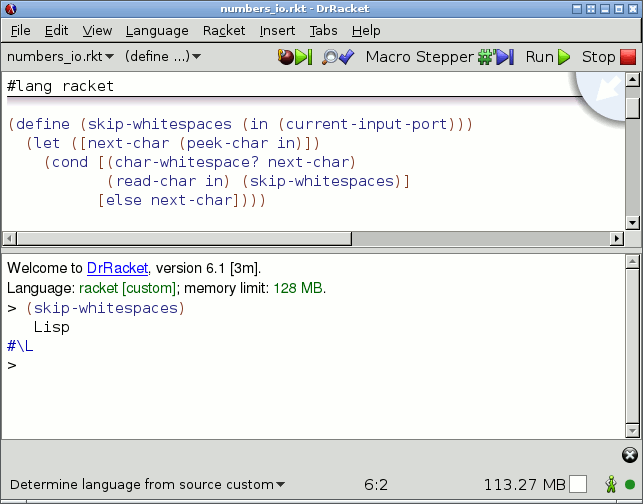 numbers_io.rkt - DrRacket
File Edit View Language Racket Insert Tabs Help
numbers_io.rkt (define ...) Macro Stepper Run Stop
#lang racket
(define (skip-whitespaces (in (current-input-port)))
  (let ([next-char (peek-char in)])
    (cond [(char-whitespace? next-char)
           (read-char in) (skip-whitespaces)]
          [else next-char])))
Welcome to DrRacket, version 6.1 [3m].
Language: racket [custom]; memory limit: 128 MB.
> (skip-whitespaces)
   Lisp
#\L
>
Determine language from source custom 6:2 113.27 MB